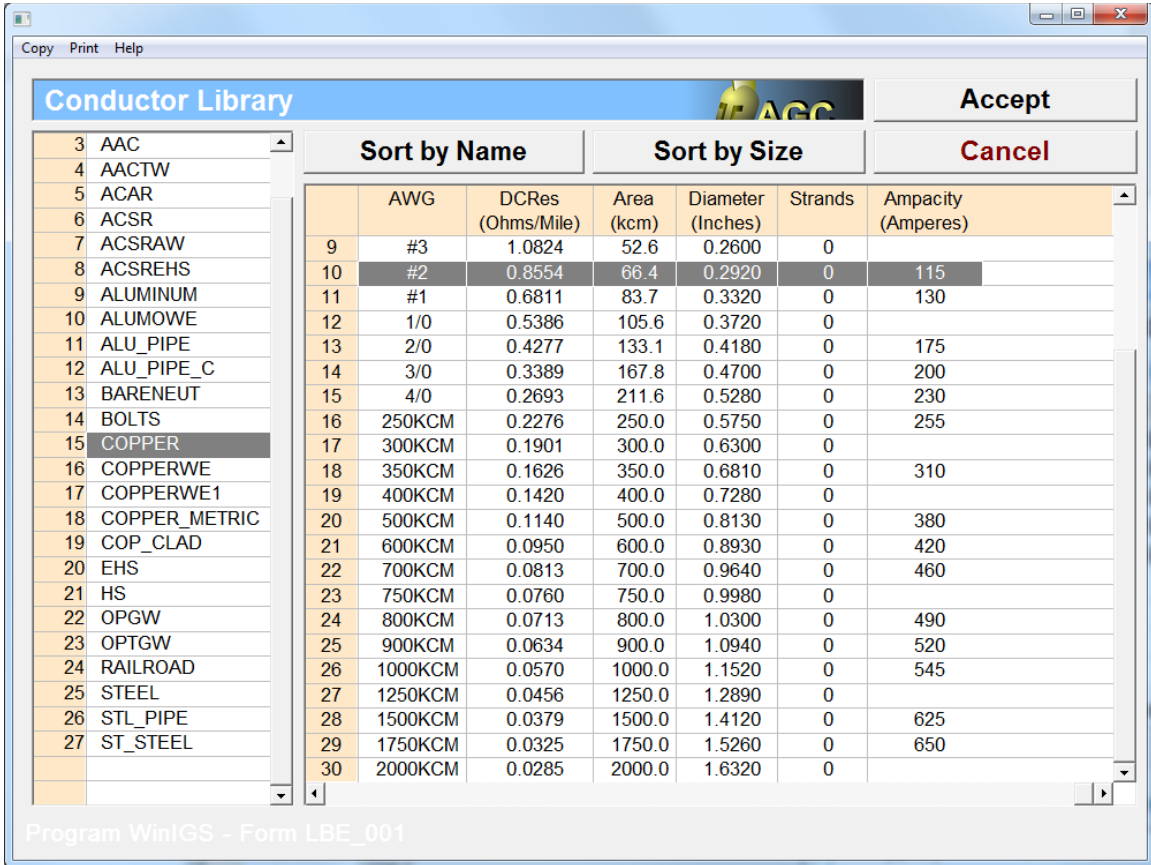 Copy Print Help
Conductor Library
AGC
Accept
Sort by Name Sort by Size Cancel
3 AAC
4 AACTW
5 ACAR
6 ACSR
7 ACSRAW
8 ACSREHS
9 ALUMINUM
10 ALUMOWE
11 ALU_PIPE
12 ALU_PIPE_C
13 BARENEUT
14 BOLTS
15 COPPER
16 COPPERWE
17 COPPERWE1
18 COPPER_METRIC
19 COP_CLAD
20 EHS
21 HS
22 OPGW
23 OPTGW
24 RAILROAD
25 STEEL
26 STL_PIPE
27 ST_STEEL
AWG DCRes Area Diameter Strands Ampacity
(Ohms/Mile) (kcm) (Inches) (Amperes)
9 #3 1.0824 52.6 0.2600 0
10 #2 0.8554 66.4 0.2920 0 115
11 #1 0.6811 83.7 0.3320 0 130
12 1/0 0.5386 105.6 0.3720 0
13 2/0 0.4277 133.1 0.4180 0 175
14 3/0 0.3389 167.8 0.4700 0 200
15 4/0 0.2693 211.6 0.5280 0 230
16 250KCM 0.2276 250.0 0.5750 0 255
17 300KCM 0.1901 300.0 0.6300 0
18 350KCM 0.1626 350.0 0.6810 0 310
19 400KCM 0.1420 400.0 0.7280 0
20 500KCM 0.1140 500.0 0.8130 0 380
21 600KCM 0.0950 600.0 0.8930 0 420
22 700KCM 0.0813 700.0 0.9640 0 460
23 750KCM 0.0760 750.0 0.9980 0
24 800KCM 0.0713 800.0 1.0300 0 490
25 900KCM 0.0634 900.0 1.0940 0 520
26 1000KCM 0.0570 1000.0 1.1520 0 545
27 1250KCM 0.0456 1250.0 1.2890 0
28 1500KCM 0.0379 1500.0 1.4120 0 625
29 1750KCM 0.0325 1750.0 1.5260 0 650
30 2000KCM 0.0285 2000.0 1.6320 0
Program WinIGS - Form LBE_001